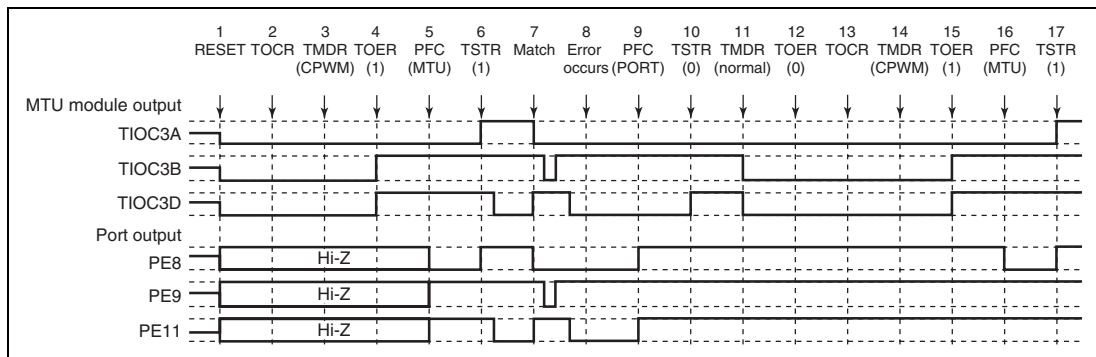 1 2 3 4 5 6 7 8 9 10 11 12 13 14 15 16 17
RESET TOCR TMDR TOER PFC TSTR Match Error PFC TSTR TMDR TOER TOCR TMDR TOER PFC TSTR
(CPWM) (1) (MTU) (1) occurs (PORT) (0) (normal) (0) (CPWM) (1) (MTU) (1)
MTU module output
TIOC3A
TIOC3B
TIOC3D
Port output
PE8 Hi-Z
PE9 Hi-Z
PE11 Hi-Z